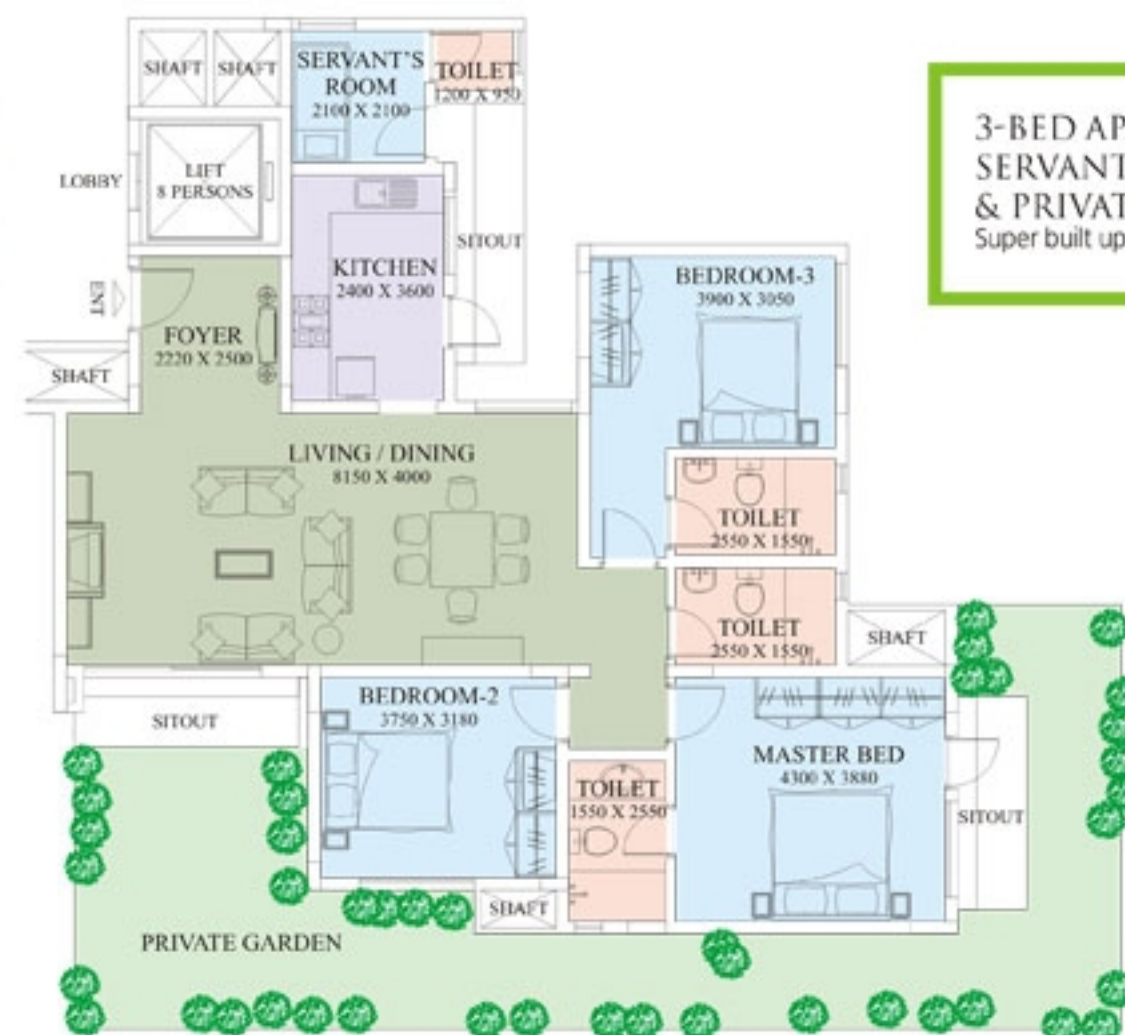 SHAFT
SHAFT
SERVANT'S
ROOM
2100 X 2100
TOILET
1200 X 950
3-BED AP
SERVANT
& PRIVAT
Super built up
LOBBY
LIFT
8 PERSONS
SITOUT
KITCHEN
2400 X 3600
BEDROOM-3
3900 X 3050
ENT
FOYER
2220 X 2500
SHAFT
LIVING / DINING
8150 X 4000
TOILET
2550 X 1550
TOILET
2550 X 1550
SHAFT
BEDROOM-2
3750 X 3180
SITOUT
MASTER BED
4300 X 3880
TOILET
1550 X 2550
SITOUT
SHAFT
PRIVATE GARDEN